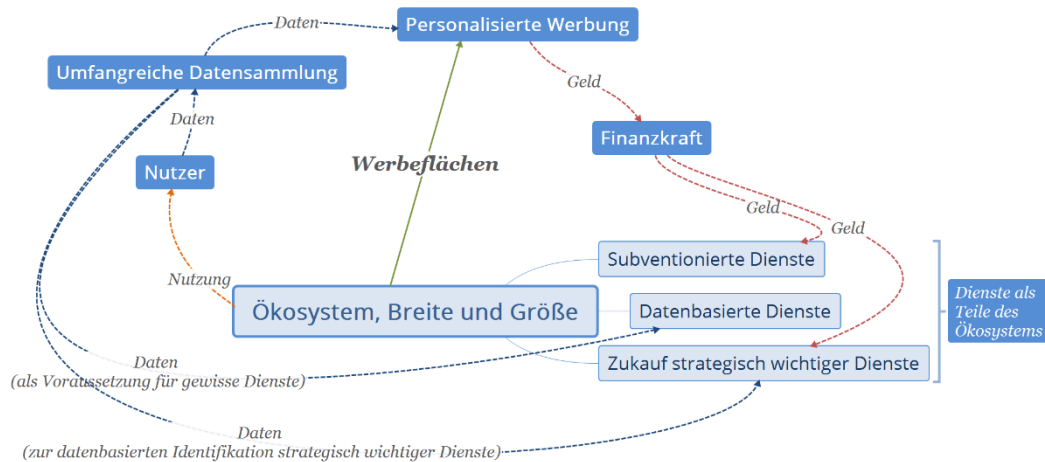 Daten
Personalisierte Werbung
Umfangreiche Datensammlung
Geld
Daten
Finanzkraft
Werbeflächen
Nutzer
Geld
Geld
Subventionierte Dienste
Nutzung
Ökosystem, Breite und Größe
Datenbasierte Dienste
Dienste als
Teile des
Ökosystems
Zukauf strategisch wichtiger Dienste
Daten
(als Voraussetzung für gewisse Dienste)
Daten
(zur datenbasierten Identifikation strategisch wichtiger Dienste)